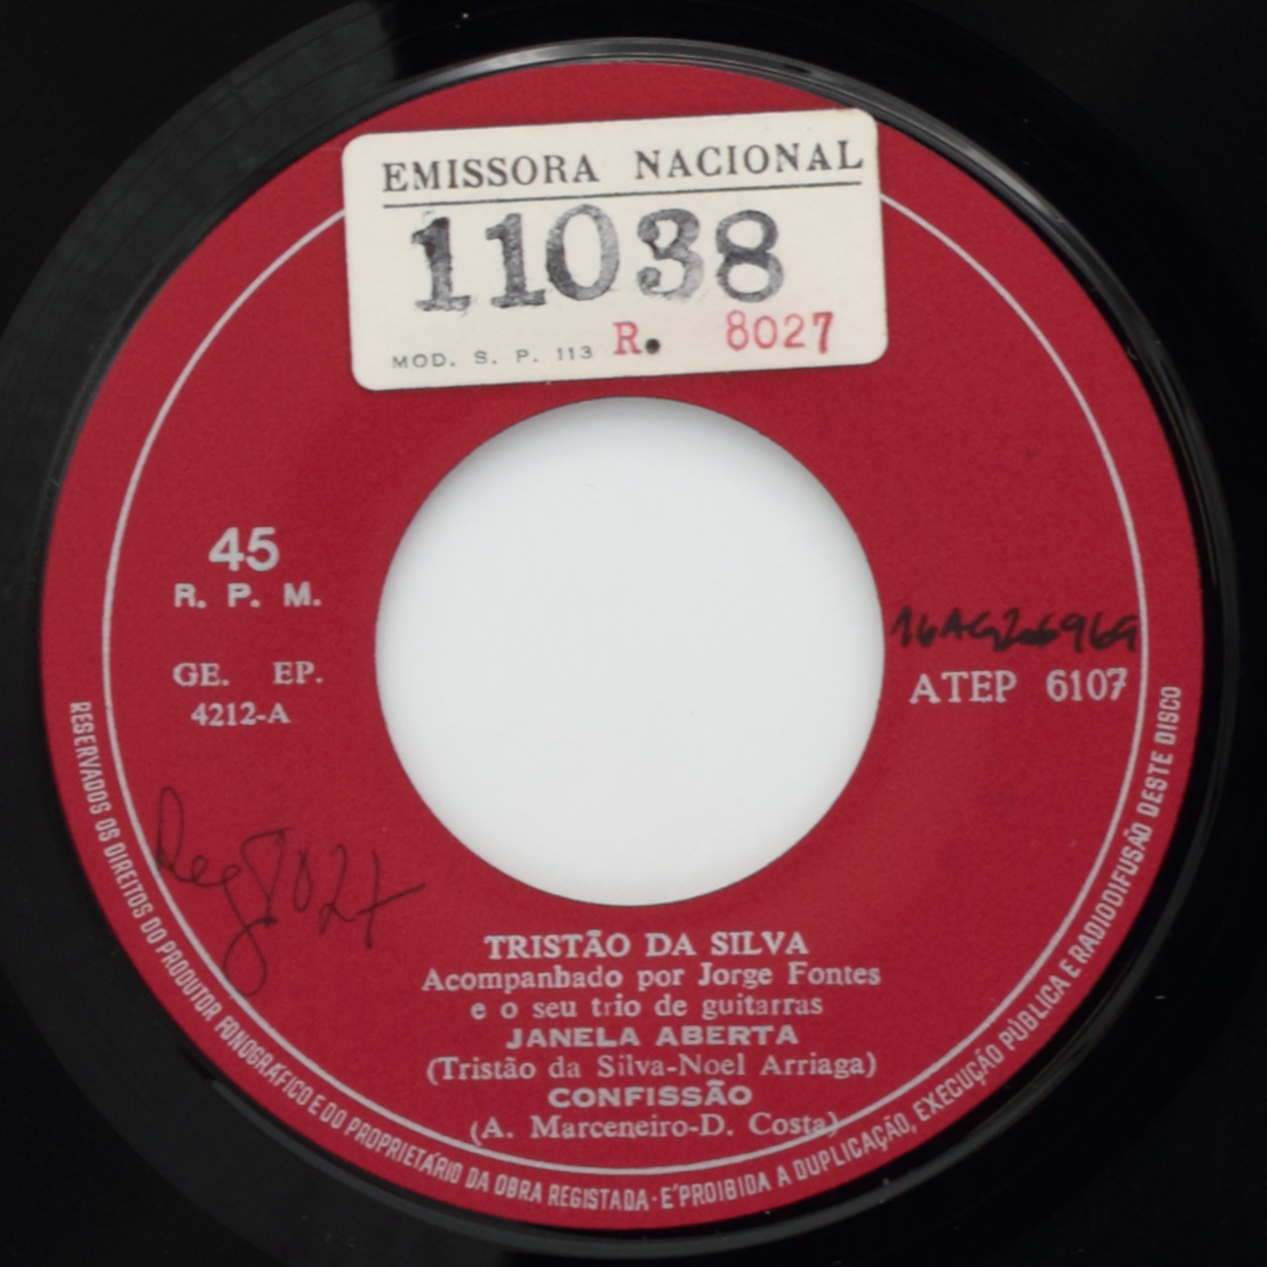 EMISSORA NACIONAL
11038
MOD. S. P. 113 R. 8027
45
R. P. M.
GE. EP.
4212-A
ATEP 6107
Reg 8027
TRISTÃO DA SILVA
Acompanhado por Jorge Fontes
e o seu trio de guitarras
JANELA ABERTA
(Tristão da Silva-Noel Arriaga)
CONFISSÃO
(A. Marceneiro-D. Costa)
RESERVADOS OS DIREITOS DO PRODUTOR FONOGRÁFICO E DO PROPRIETÁRIO DA OBRA REGISTADA - E'PROIBIDA A DUPLICAÇÃO, EXECUÇÃO PÚBLICA E RADIODIFUSÃO DESTE DISCO